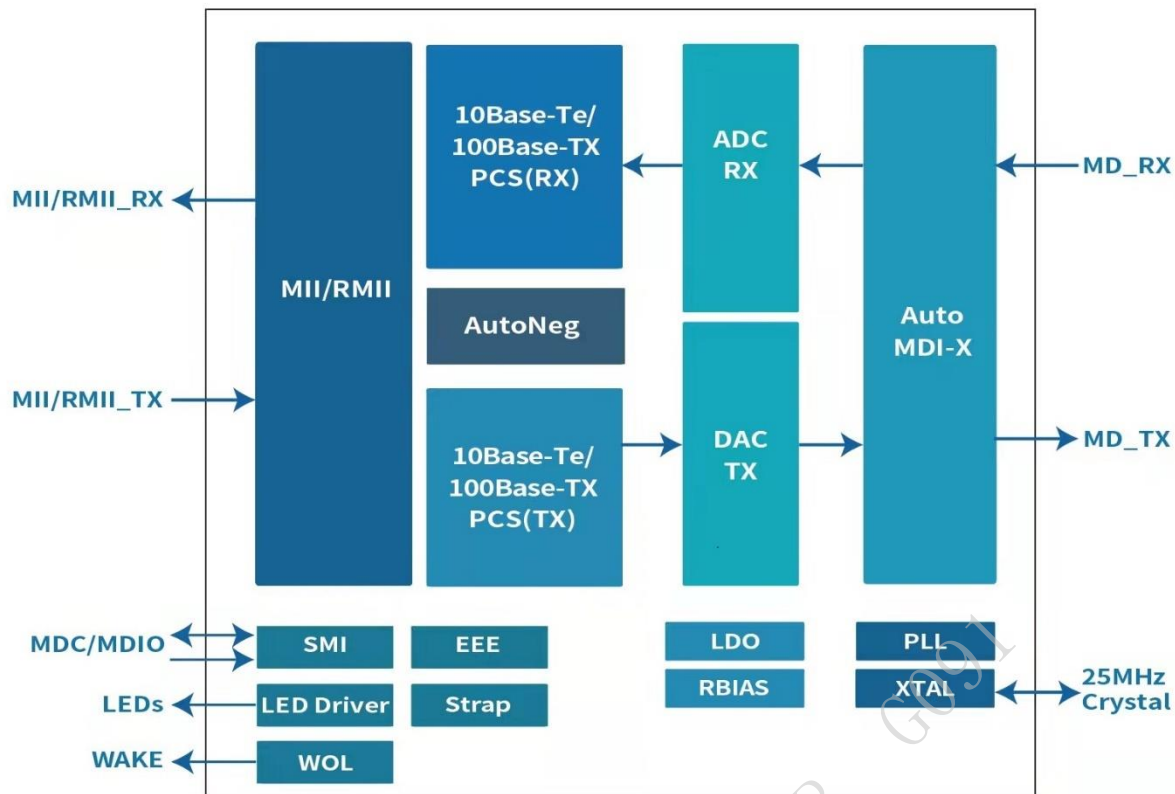 10Base-Te/
100Base-TX
PCS(RX)
ADC
RX
MD_RX
MII/RMII_RX
MII/RMII
AutoNeg
Auto
MDI-X
MII/RMII_TX
10Base-Te/
100Base-TX
PCS(TX)
DAC
TX
MD_TX
MDC/MDIO
SMI
EEE
LDO
PLL
LEDs
LED Driver
Strap
RBIAS
XTAL
25MHz
Crystal
WAKE
WOL
G091